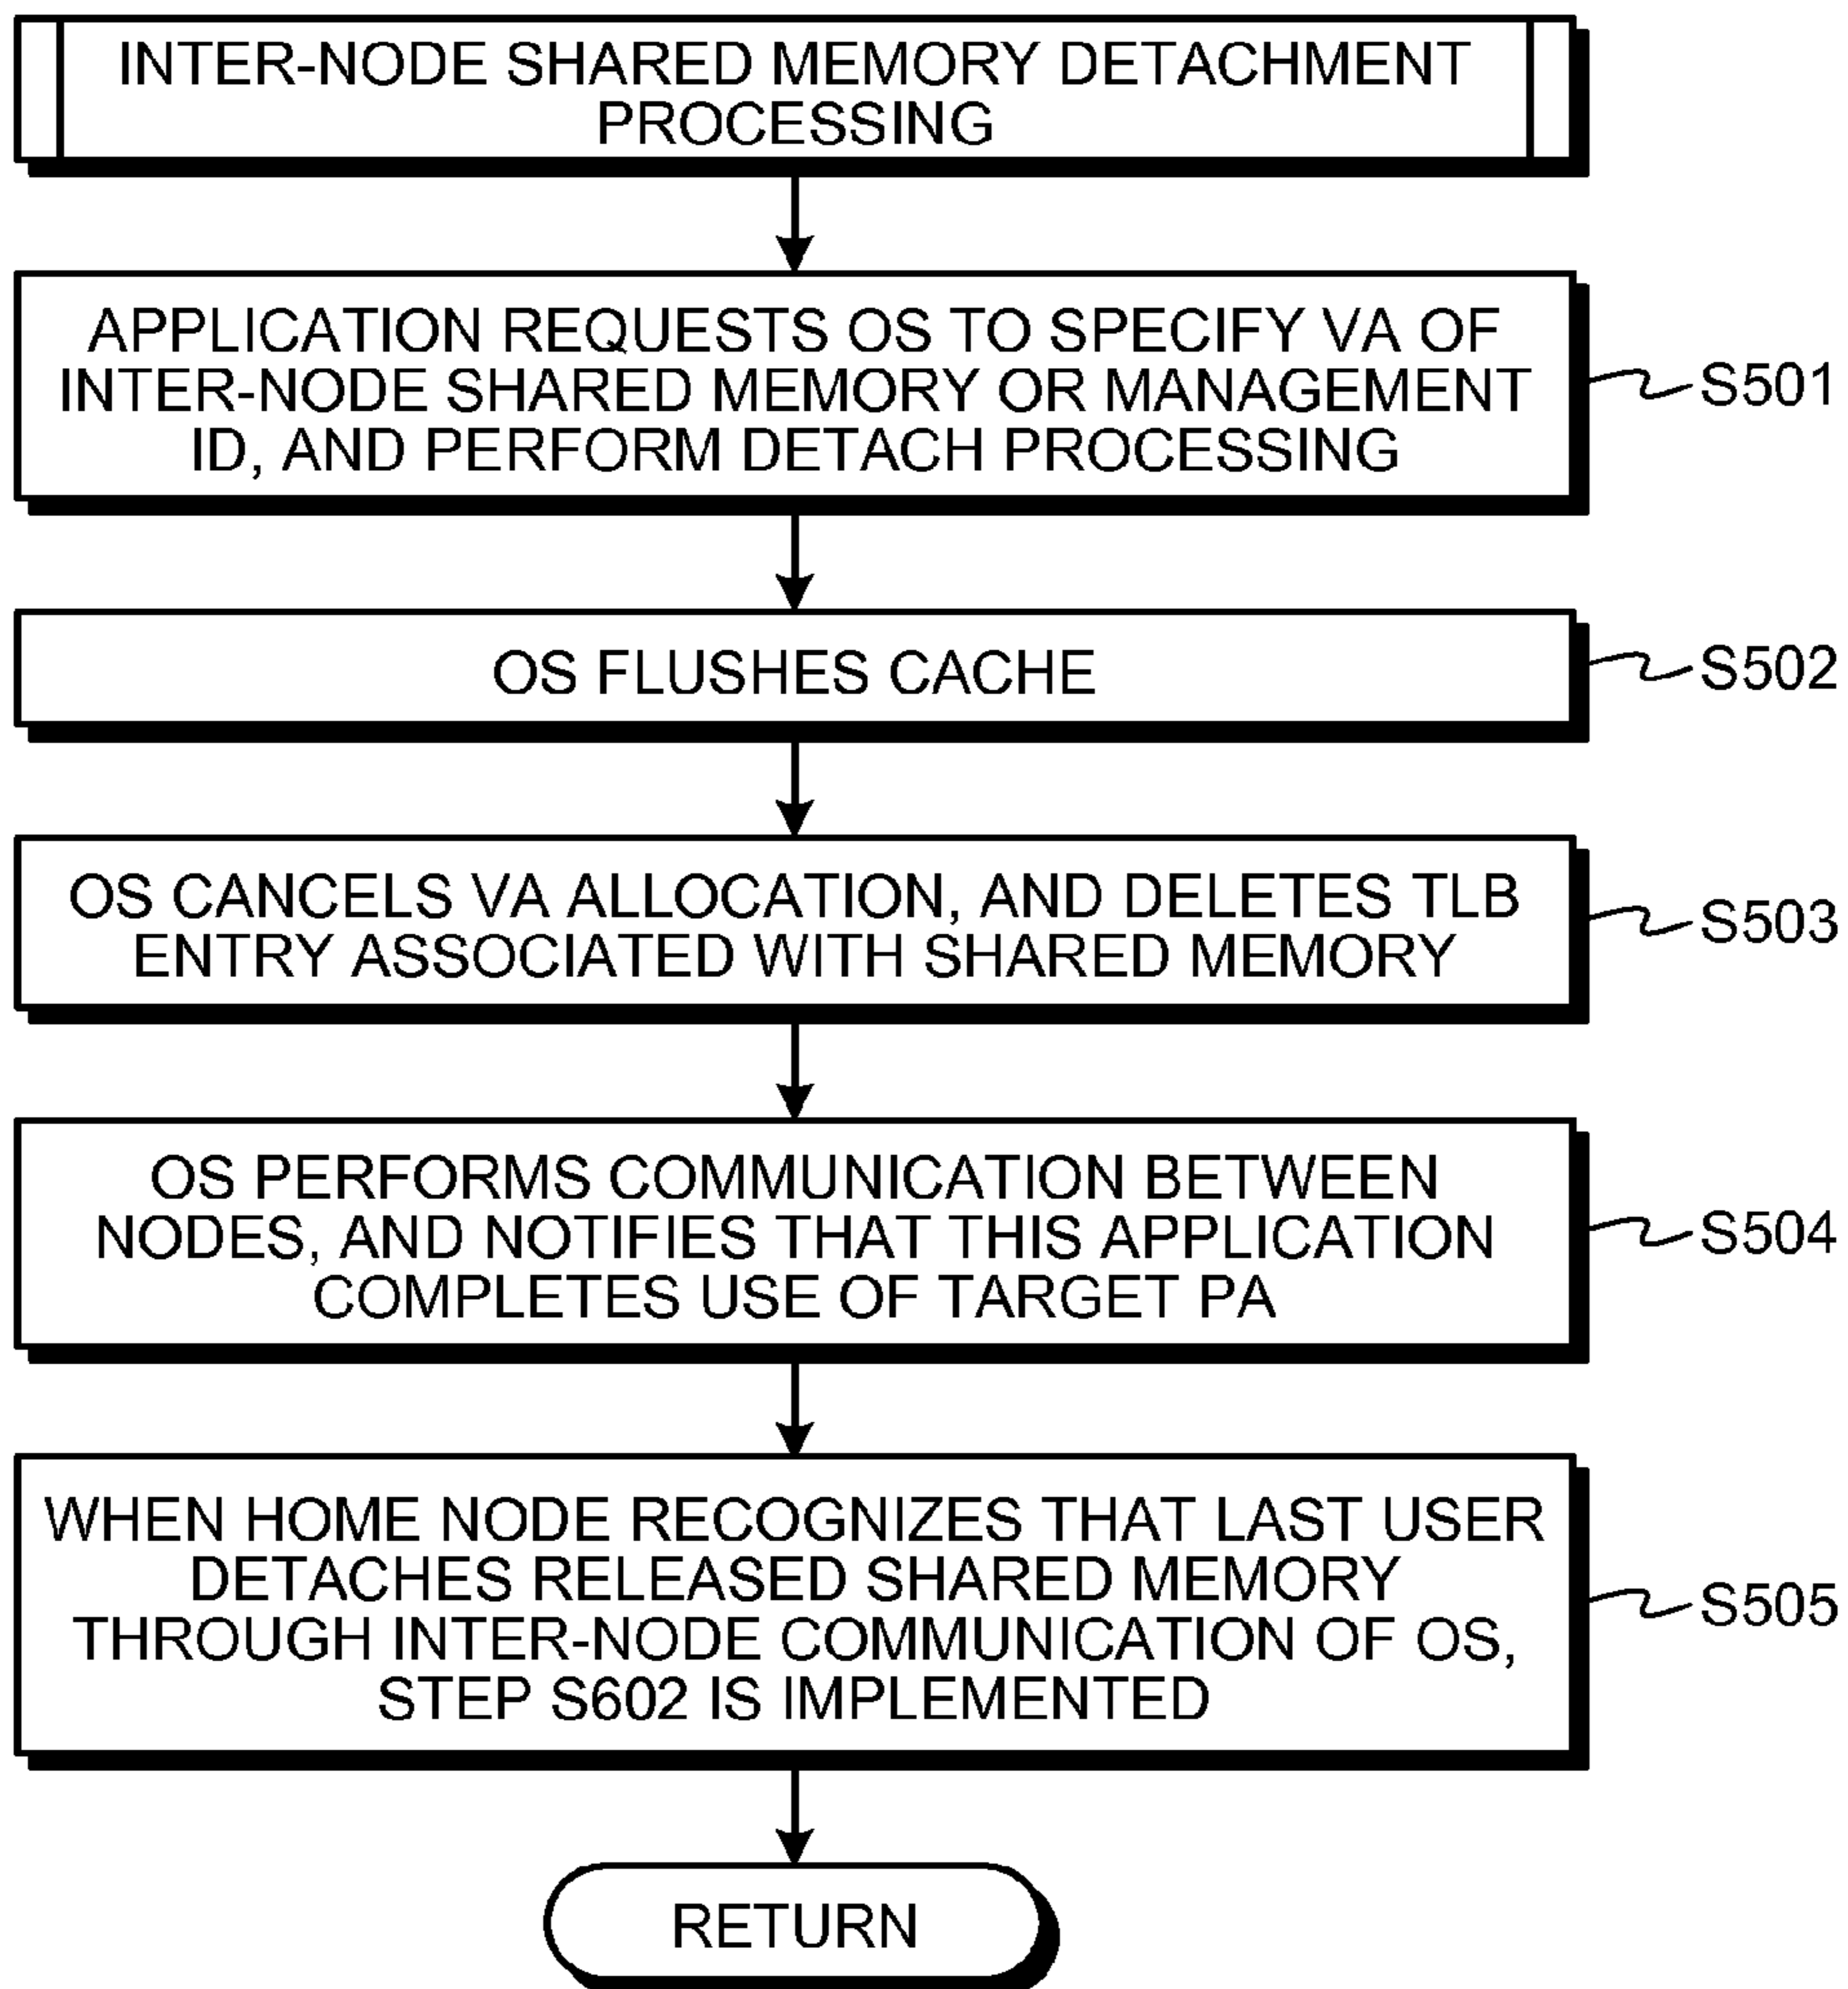 INTER-NODE SHARED MEMORY DETACHMENT
PROCESSING
APPLICATION REQUESTS OS TO SPECIFY VA OF
INTER-NODE SHARED MEMORY OR MANAGEMENT
ID, AND PERFORM DETACH PROCESSING
S501
OS FLUSHES CACHE
S502
OS CANCELS VA ALLOCATION, AND DELETES TLB
ENTRY ASSOCIATED WITH SHARED MEMORY
S503
OS PERFORMS COMMUNICATION BETWEEN
NODES, AND NOTIFIES THAT THIS APPLICATION
COMPLETES USE OF TARGET PA
S504
WHEN HOME NODE RECOGNIZES THAT LAST USER
DETACHES RELEASED SHARED MEMORY
THROUGH INTER-NODE COMMUNICATION OF OS,
STEP S602 IS IMPLEMENTED
S505
RETURN